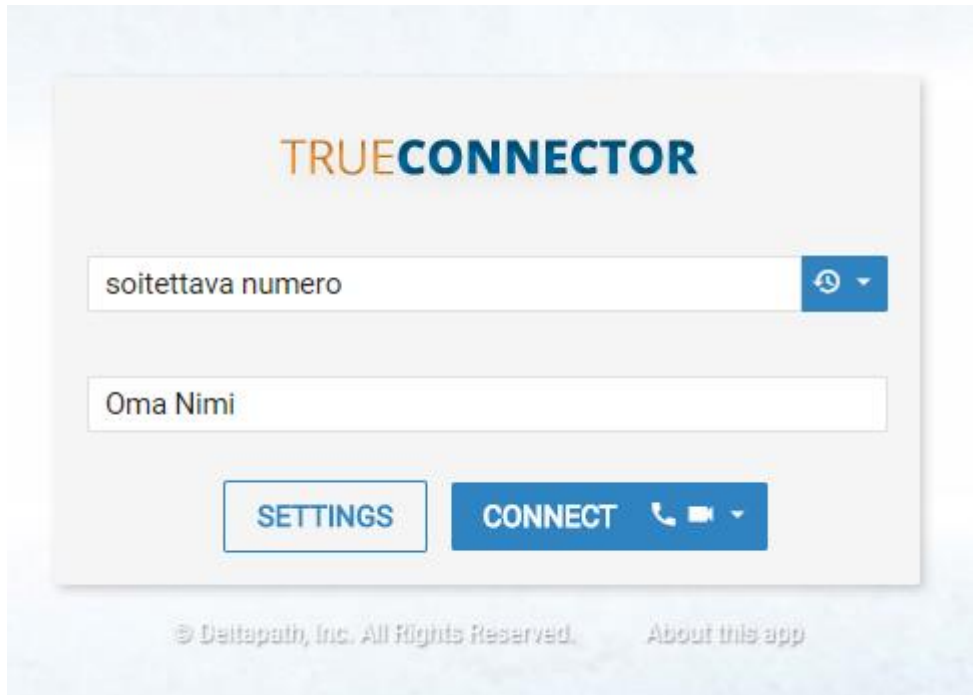 TRUECONNECTOR
soitettava numero
Oma Nimi
SETTINGS CONNECT
© Deltapath, Inc. All Rights Reserved. About this app